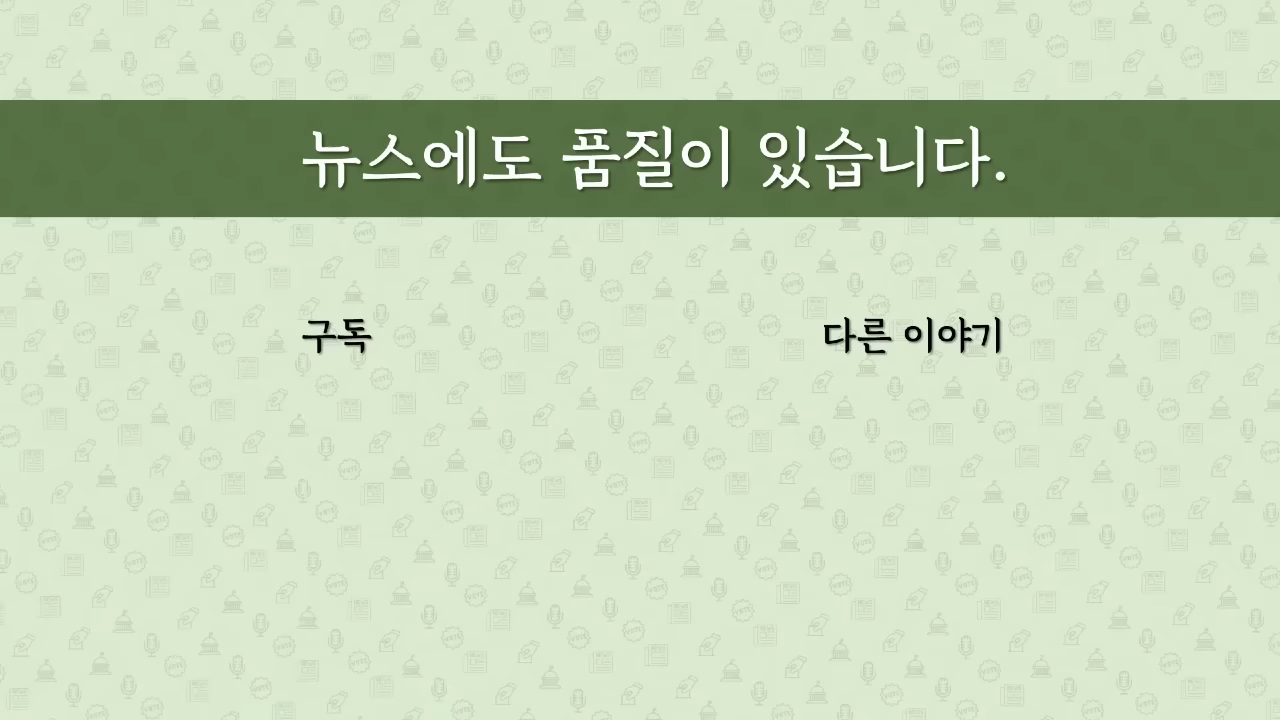 뉴스에도 품질이 있습니다.
구독
다른 이야기